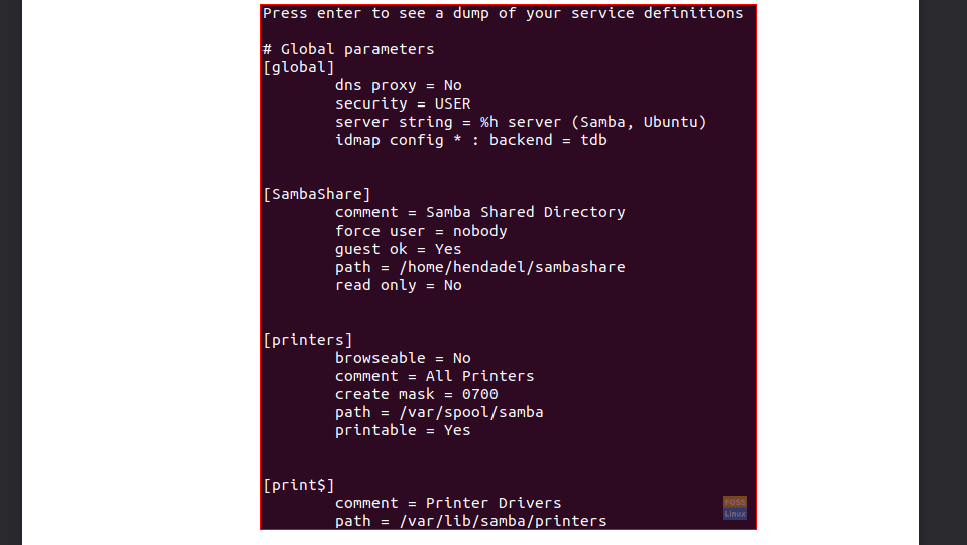 Press enter to see a dump of your service definitions
# Global parameters
[global]
dns proxy = No
security = USER
server string = %h server (Samba, Ubuntu)
idmap config * : backend = tdb
[SambaShare]
comment = Samba Shared Directory
force user = nobody
guest ok = Yes
path = /home/hendadel/sambashare
read only = No
[printers]
browseable = No
comment = All Printers
create mask = 0700
path = /var/spool/samba
printable = Yes
[print$]
comment = Printer Drivers
path = /var/lib/samba/printers
FOSS
Linux